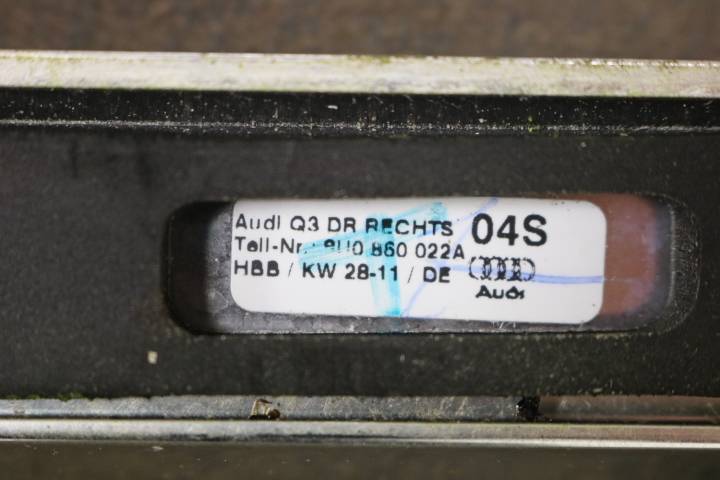 Audi Q3 DR RECHTS 04S
Teil-Nr.: 8U0 860 022A
HBB / KW 28-11 / DE
Audi